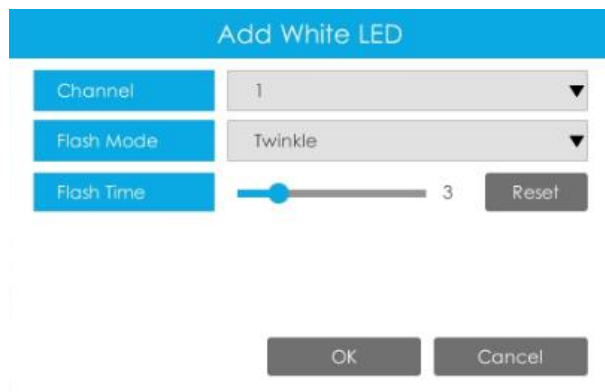 Add White LED
Channel 1
Flash Mode Twinkle
Flash Time 3 Reset
OK Cancel